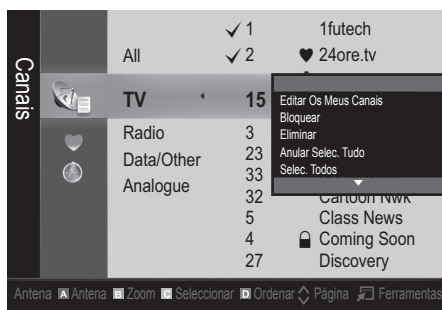 Canais
✓ 1 1futech
All ✓ 2 ♥ 24ore.tv
TV 15
Editar Os Meus Canais
Bloquear
Eliminar
Anular Selec. Tudo
Selec. Todos
Radio 3
Data/Other 23
33
Analogue
32 Cartoon Nwk
5 Class News
4 Coming Soon
27 Discovery
Antena A Antena B Zoom C Seleccionar D Ordenar Página Ferramentas